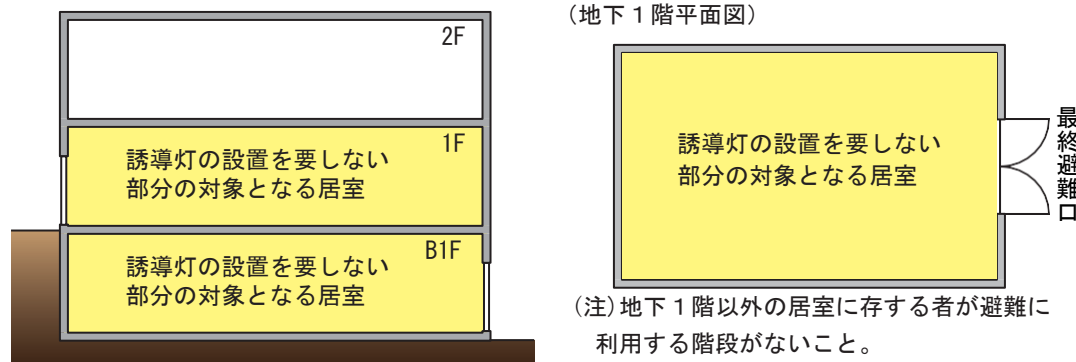 2F
1F
誘導灯の設置を要しない
部分の対象となる居室
B1F
誘導灯の設置を要しない
部分の対象となる居室
（地下１階平面図）
誘導灯の設置を要しない
部分の対象となる居室
最終避難口
（注）地下１階以外の居室に存する者が避難に
利用する階段がないこと。